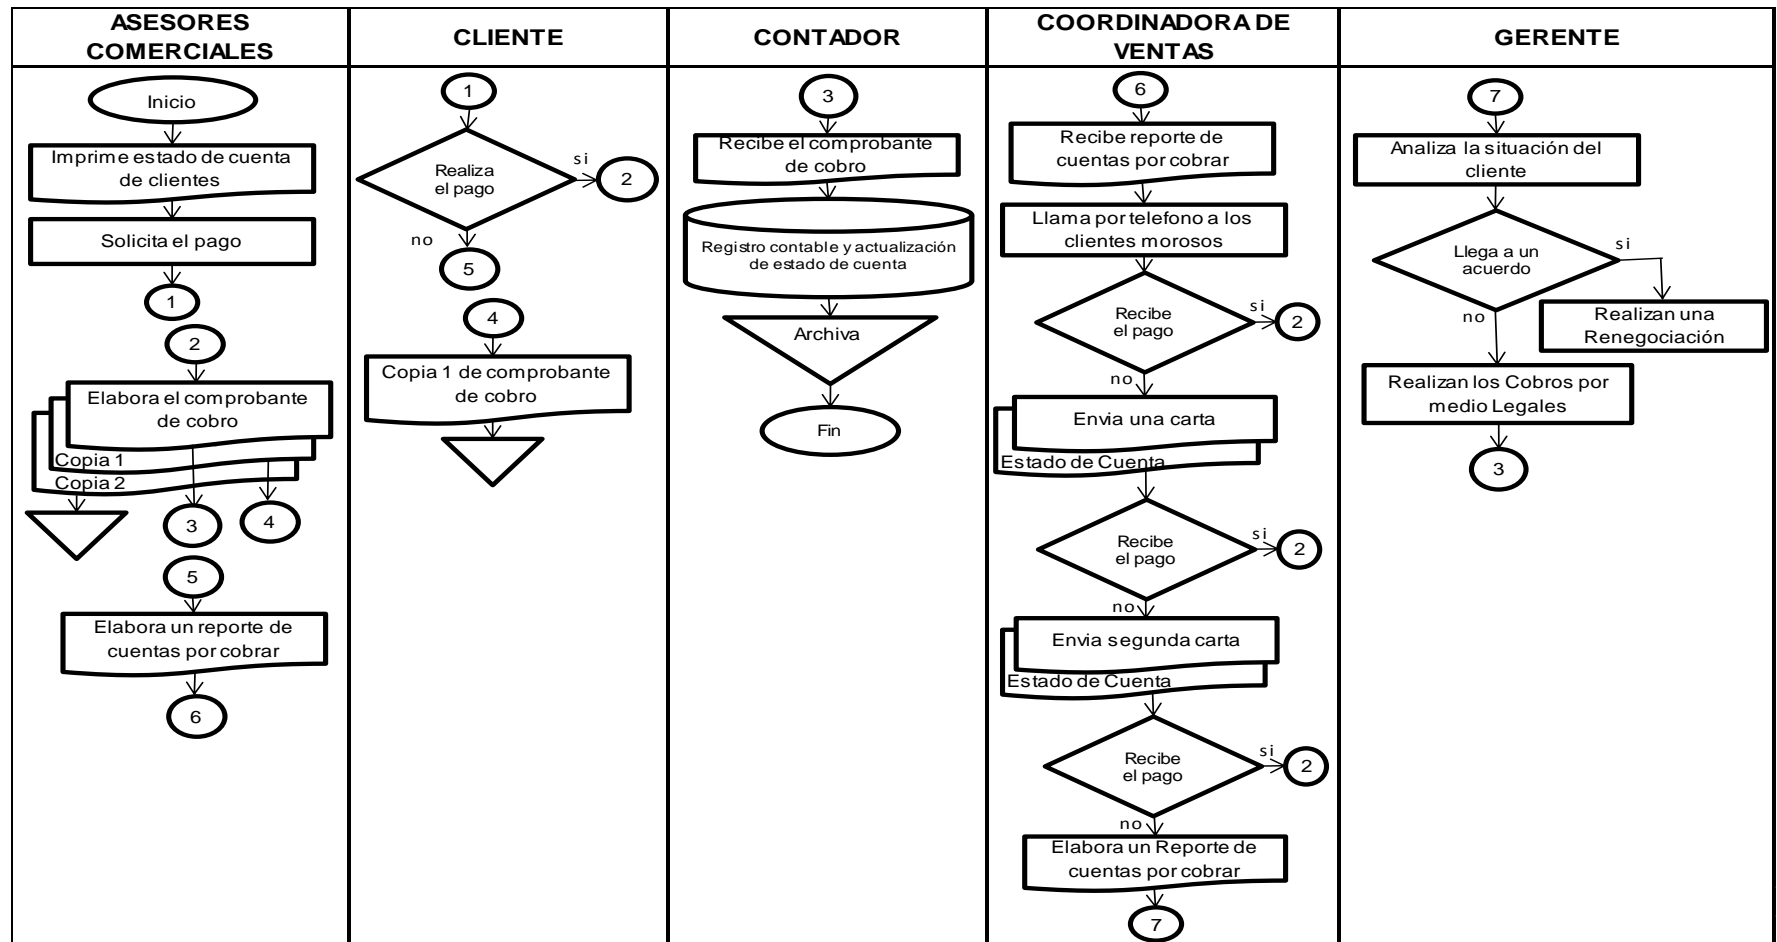 ASESORES
COMERCIALES
CLIENTE
CONTADOR
COORDINADORA DE
VENTAS
GERENTE
Inicio
Imprime estado de cuenta
de clientes
Solicita el pago
1
2
Elabora el comprobante
de cobro
Copia 1
Copia 2
3
4
5
Elabora un reporte de
cuentas por cobrar
6
1
Realiza
el pago
si
2
no
5
4
Copia 1 de comprobante
de cobro
3
Recibe el comprobante
de cobro
Registro contable y actualización
de estado de cuenta
Archiva
Fin
6
Recibe reporte de
cuentas por cobrar
Llama por telefono a los
clientes morosos
Recibe
el pago
si
2
no
Envia una carta
Estado de Cuenta
Recibe
el pago
si
2
no
Envia segunda carta
Estado de Cuenta
Recibe
el pago
si
2
no
Elabora un Reporte de
cuentas por cobrar
7
7
Analiza la situación del
cliente
Llega a un
acuerdo
si
no
Realizan una
Renegociación
Realizan los Cobros por
medio Legales
3